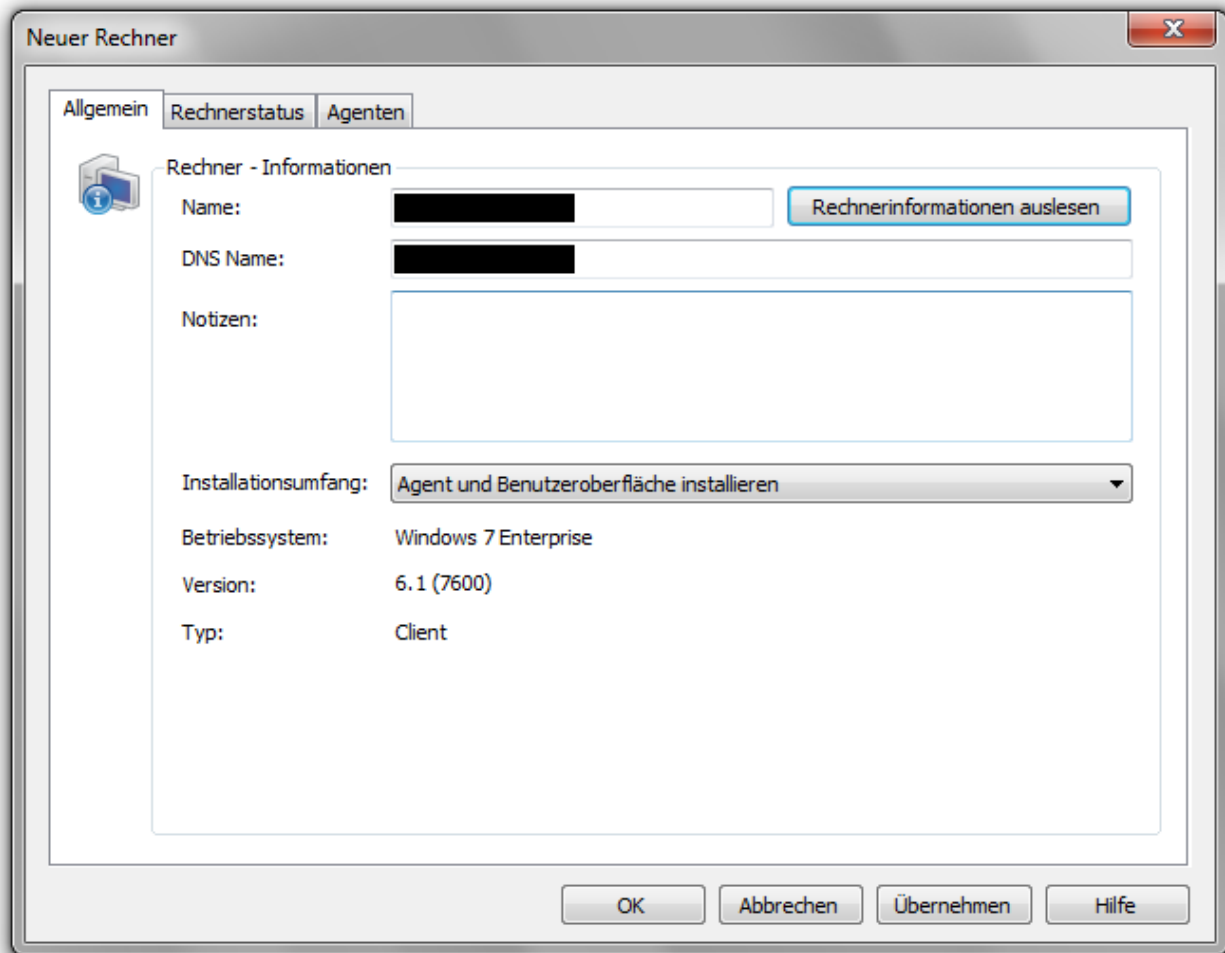 Neuer Rechner
Allgemein Rechnerstatus Agenten
Rechner - Informationen
Name: Rechnerinformationen auslesen
DNS Name:
Notizen:
Installationsumfang: Agent und Benutzeroberfläche installieren
Betriebssystem: Windows 7 Enterprise
Version: 6.1 (7600)
Typ: Client
OK Abbrechen Übernehmen Hilfe